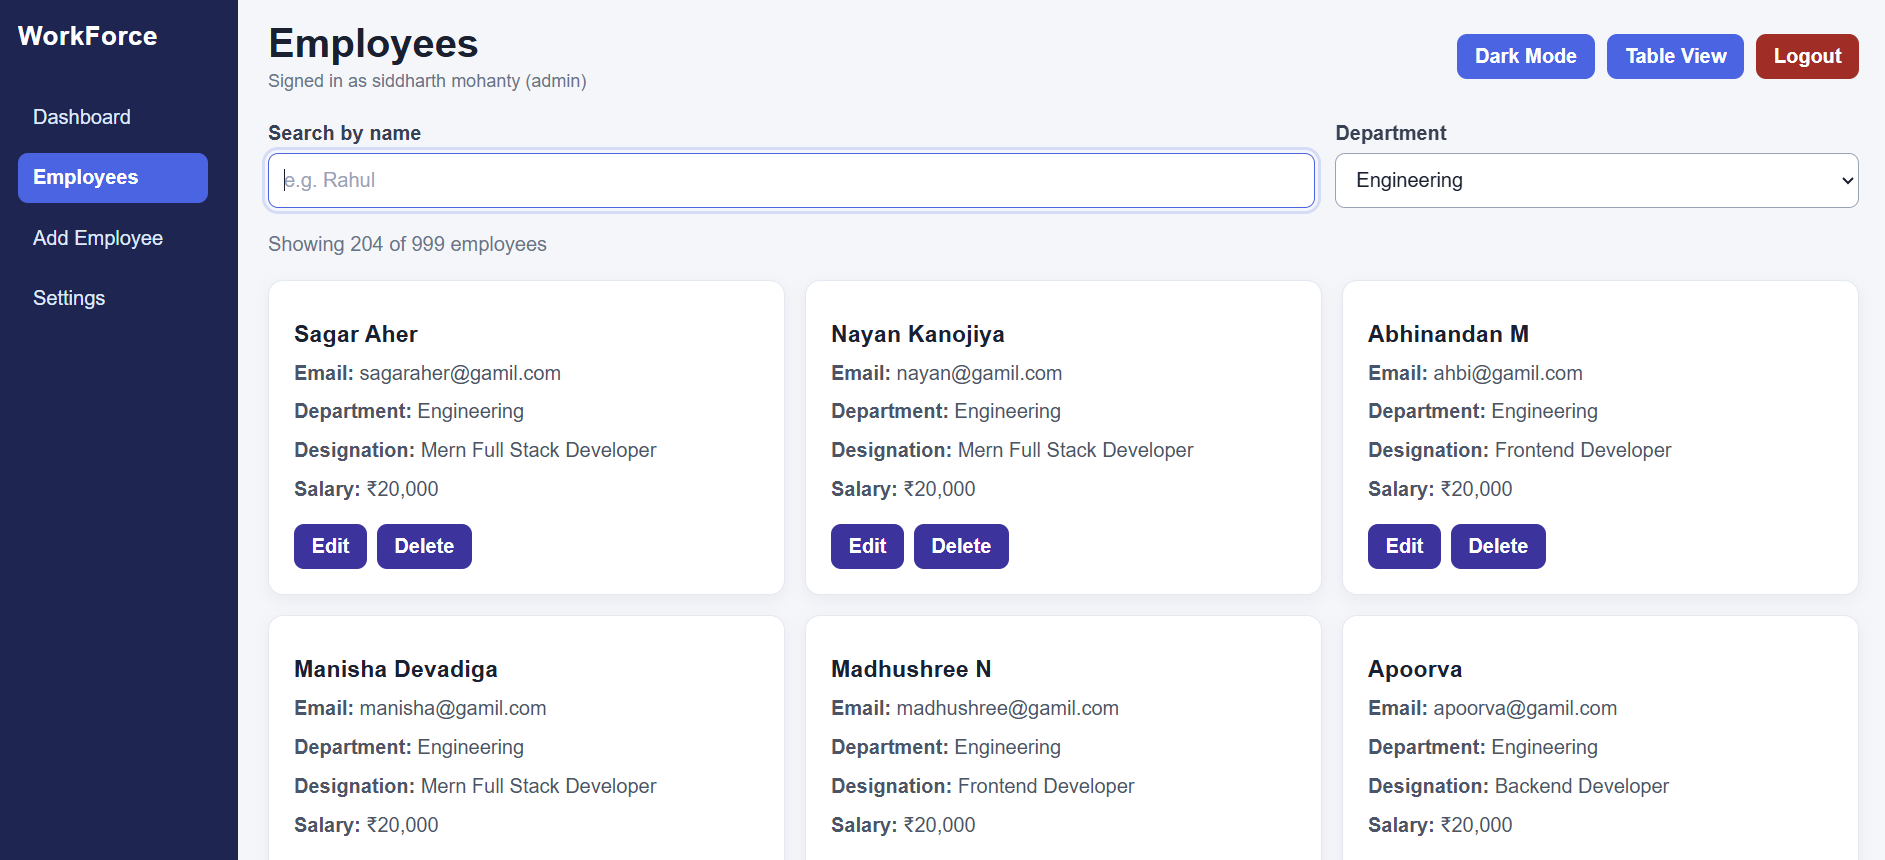 WorkForce
Dashboard
Employees
Add Employee
Settings
Employees
Signed in as siddharth mohanty (admin)
Dark Mode
Table View
Logout
Search by name
e.g. Rahul
Department
Engineering
Showing 204 of 999 employees
Sagar Aher
Email: sagaraher@gamil.com
Department: Engineering
Designation: Mern Full Stack Developer
Salary: ₹20,000
Edit
Delete
Nayan Kanojiya
Email: nayan@gamil.com
Department: Engineering
Designation: Mern Full Stack Developer
Salary: ₹20,000
Edit
Delete
Abhinandan M
Email: ahbi@gamil.com
Department: Engineering
Designation: Frontend Developer
Salary: ₹20,000
Edit
Delete
Manisha Devadiga
Email: manisha@gamil.com
Department: Engineering
Designation: Mern Full Stack Developer
Salary: ₹20,000
Madhushree N
Email: madhushree@gamil.com
Department: Engineering
Designation: Frontend Developer
Salary: ₹20,000
Apoorva
Email: apoorva@gamil.com
Department: Engineering
Designation: Backend Developer
Salary: ₹20,000